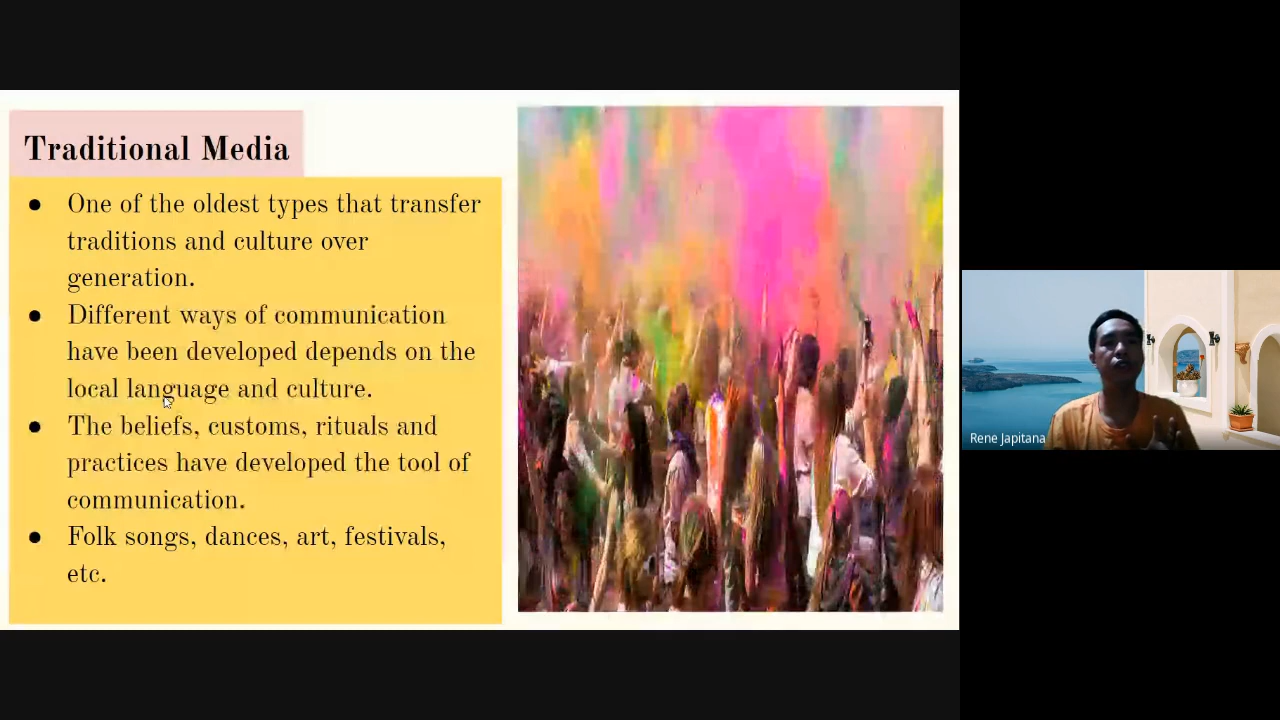 Traditional Media
● One of the oldest types that transfer
traditions and culture over
generation.
● Different ways of communication
have been developed depends on the
local language and culture.
● The beliefs, customs, rituals and
practices have developed the tool of
communication.
● Folk songs, dances, art, festivals,
etc.
Rene Japitana